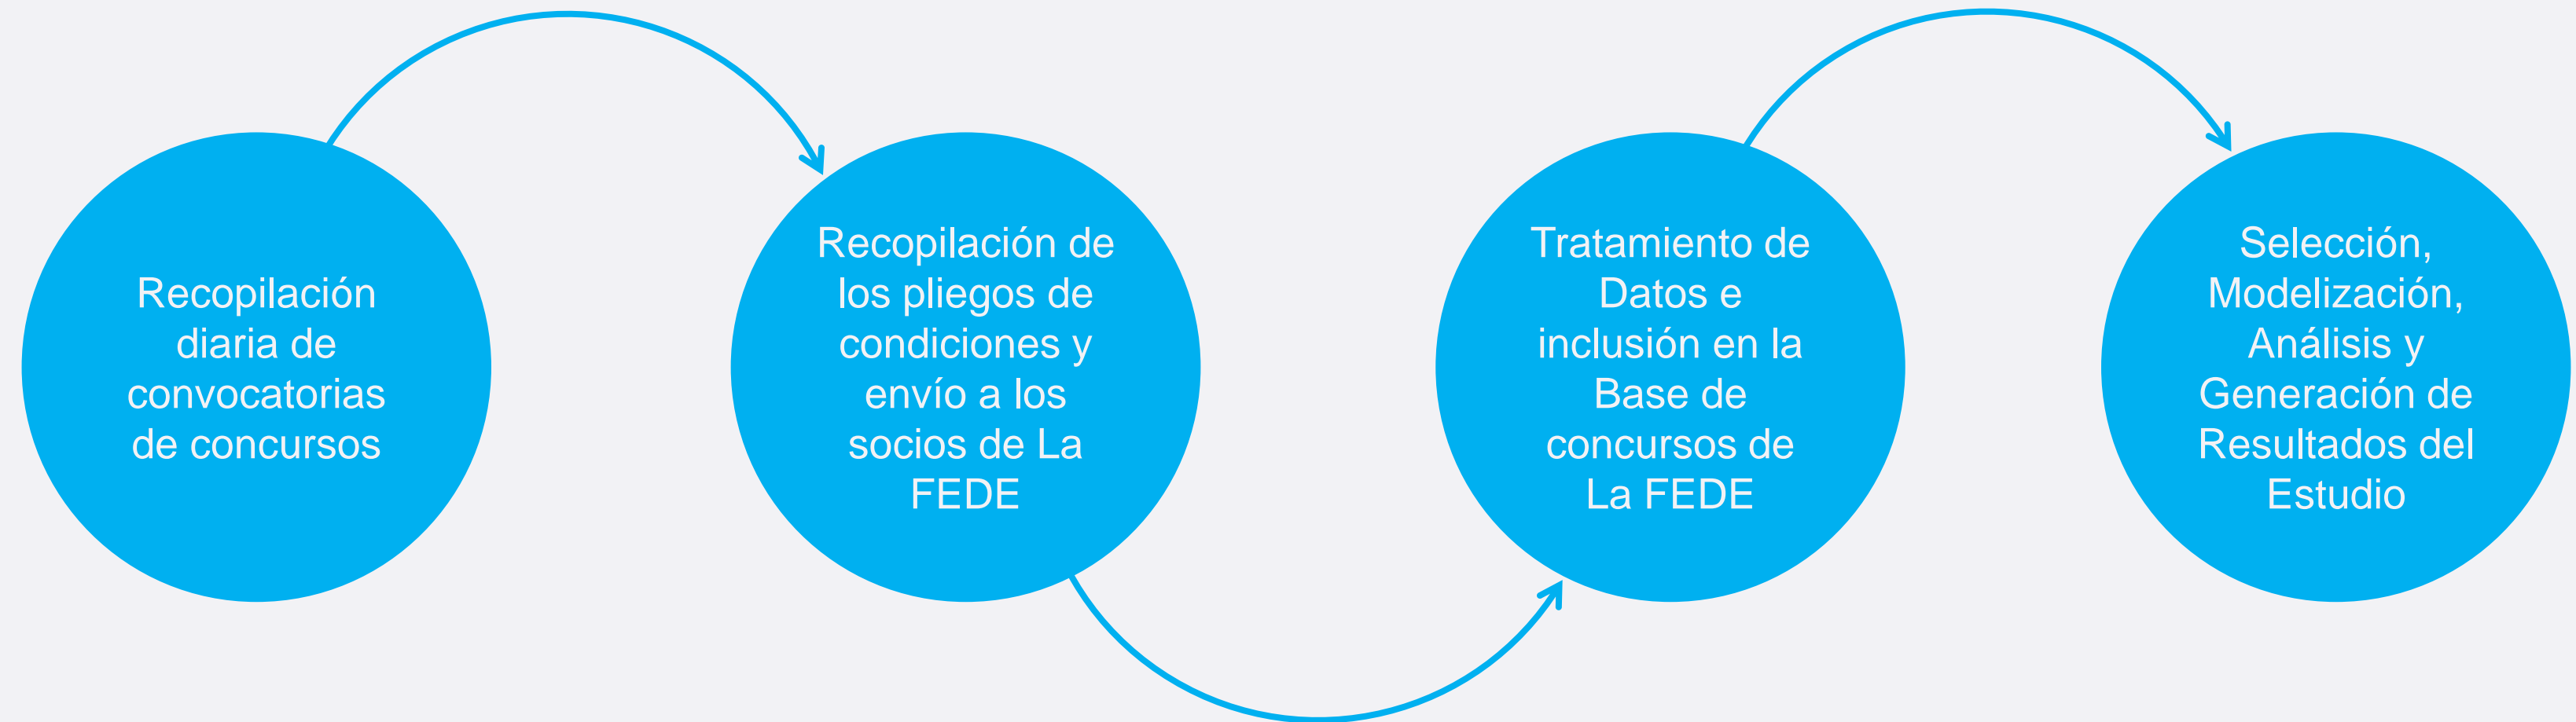 Recopilación
diaria de
convocatorias
de concursos
Recopilación de
los pliegos de
condiciones y
envío a los
socios de La
FEDE
Tratamiento de
Datos e
inclusión en la
Base de
concursos de
La FEDE
Selección,
Modelización,
Análisis y
Generación de
Resultados del
Estudio